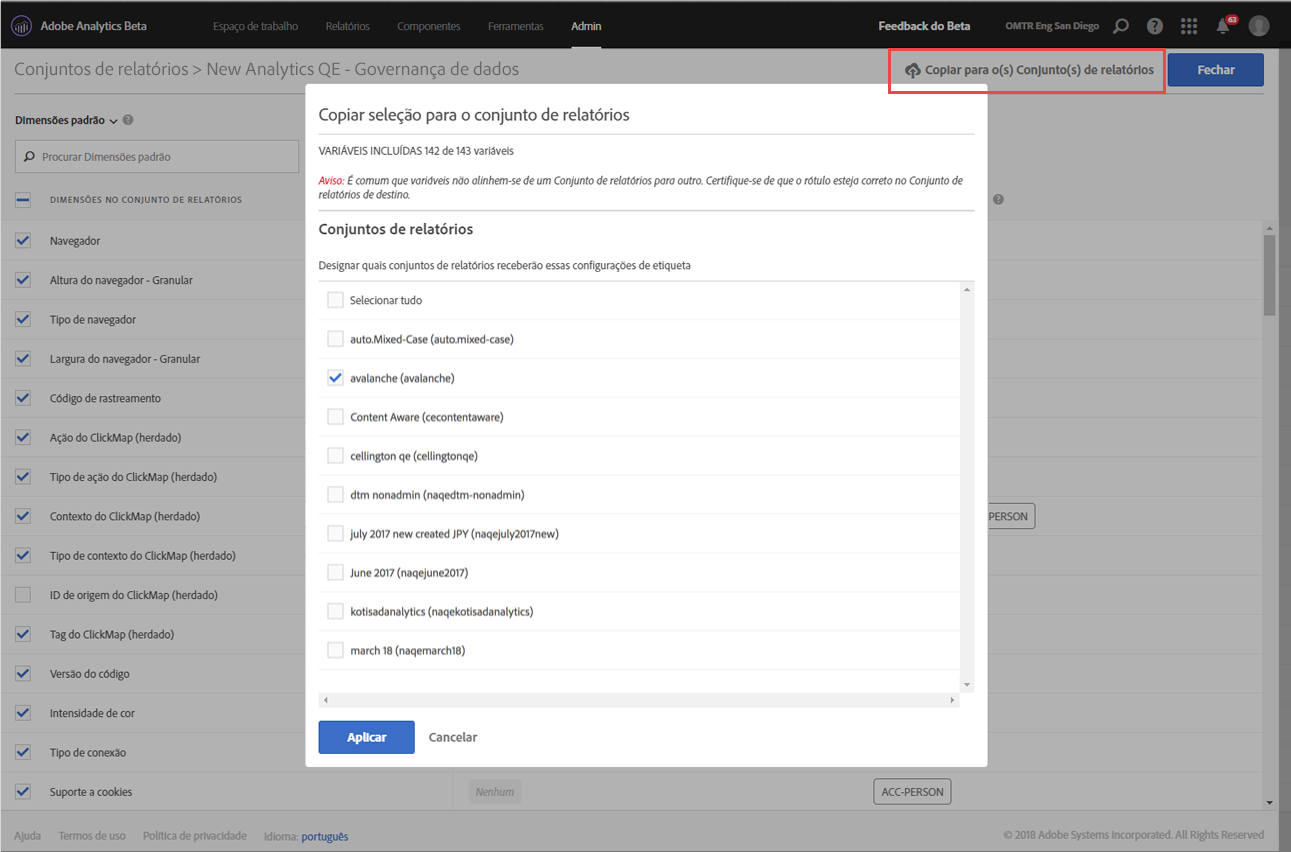 Adobe Analytics Beta
Espaço de trabalho
Relatórios
Componentes
Ferramentas
Admin
Feedback do Beta
OMTR Eng San Diego
?
63
Conjuntos de relatórios > New Analytics QE - Governança de dados
Copiar para o(s) Conjunto(s) de relatórios
Fechar
Dimensões padrão
?
Procurar Dimensões padrão
DIMENSÕES NO CONJUNTO DE RELATÓRIOS
?
Navegador
Altura do navegador - Granular
Tipo de navegador
Largura do navegador - Granular
Código de rastreamento
Ação do ClickMap (herdado)
Tipo de ação do ClickMap (herdado)
Contexto do ClickMap (herdado)
PERSON
Tipo de contexto do ClickMap (herdado)
ID de origem do ClickMap (herdado)
Tag do ClickMap (herdado)
Versão do código
Intensidade de cor
Tipo de conexão
Suporte a cookies
Nenhum
ACC-PERSON
Copiar seleção para o conjunto de relatórios
VARIÁVEIS INCLUÍDAS 142 de 143 variáveis
Aviso: É comum que variáveis não alinhem-se de um Conjunto de relatórios para outro. Certifique-se de que o rótulo esteja correto no Conjunto de
relatórios de destino.
Conjuntos de relatórios
Designar quais conjuntos de relatórios receberão essas configurações de etiqueta
Selecionar tudo
auto.Mixed-Case (auto.mixed-case)
avalanche (avalanche)
Content Aware (cecontentaware)
cellington qe (cellingtonqe)
dtm nonadmin (naqedtm-nonadmin)
july 2017 new created JPY (naqejuly2017new)
June 2017 (naqejune2017)
kotisadanalytics (naqekotisadanalytics)
march 18 (naqemarch18)
Aplicar
Cancelar
Ajuda
Termos de uso
Política de privacidade
Idioma: português
© 2018 Adobe Systems Incorporated. All Rights Reserved